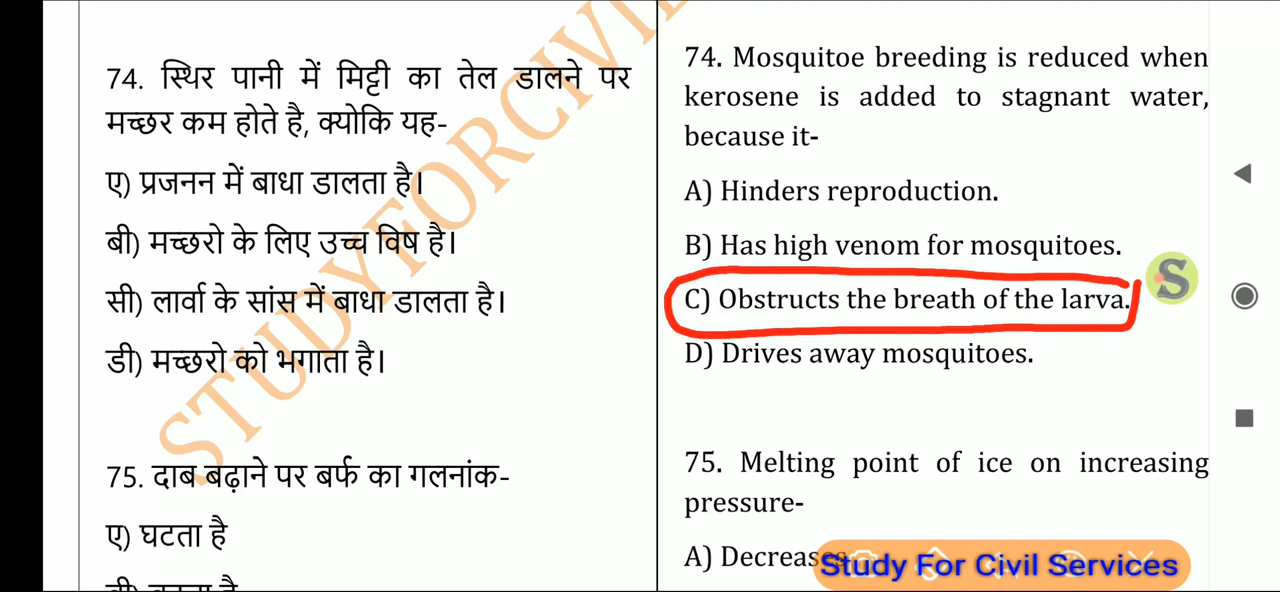 74. स्थिर पानी में मिट्टी का तेल डालने पर
मच्छर कम होते है, क्योकि यह-
ए) प्रजनन में बाधा डालता है।
बी) मच्छरो के लिए उच्च विष है।
सी) लार्वा के सांस में बाधा डालता है।
डी) मच्छरो को भगाता है।
75. दाब बढ़ाने पर बर्फ का गलनांक-
ए) घटता है
74. Mosquitoe breeding is reduced when
kerosene is added to stagnant water,
because it-
A) Hinders reproduction.
B) Has high venom for mosquitoes.
C) Obstructs the breath of the larva.
D) Drives away mosquitoes.
75. Melting point of ice on increasing
pressure-
A) Decreases
STUDYFORCIVI
S
Study For Civil Services